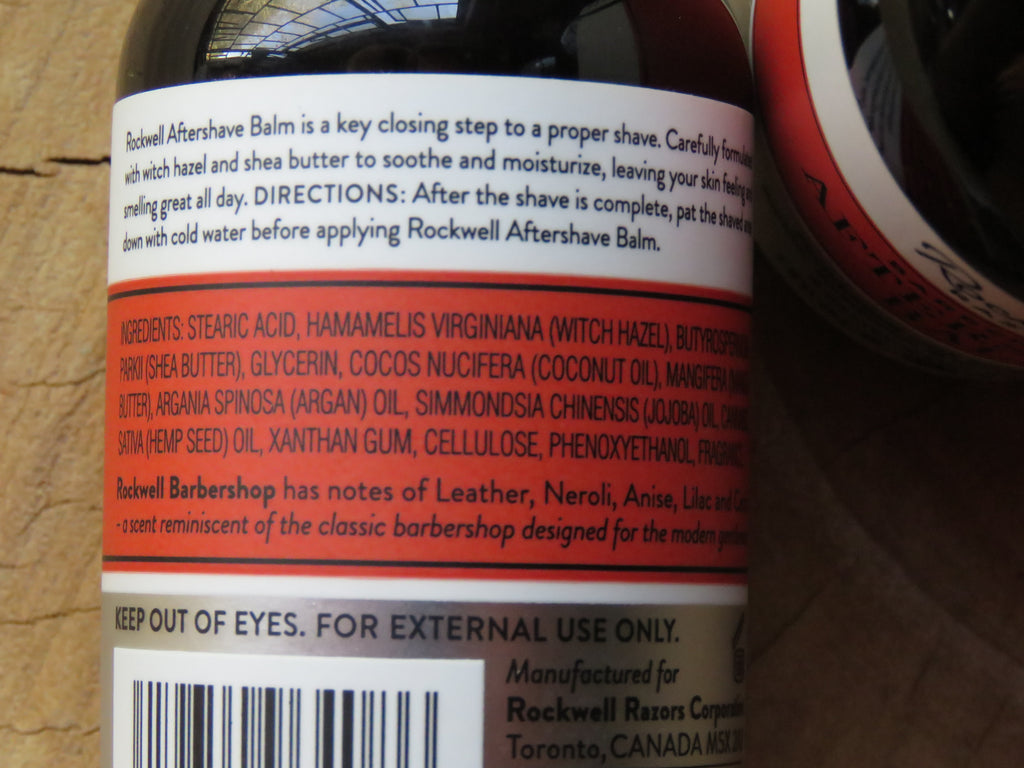 Rockwell Aftershave Balm is a key closing step to a proper shave. Carefully
with witch hazel and shea butter to soothe and moisturize, leaving your skin feeling
smelling great all day. DIRECTIONS: After the shave is complete, pat the shaved
down with cold water before applying Rockwell Aftershave Balm.
INGREDIENTS: STEARIC ACID, HAMAMELIS VIRGINIANA (WITCH HAZEL),
PARKII (SHEA BUTTER), GLYCERIN, COCOS NUCIFERA (COCONUT OIL), MANGIFERA
BUTTER), ARGANIA SPINOSA (ARGAN) OIL, SIMMONDSIA CHINENSIS (JOJOBA) OIL,
SATIVA (HEMP SEED) OIL, XANTHAN GUM, CELLULOSE, PHENOXYETHANOL,
Rockwell Barbershop has notes of Leather, Neroli, Anise, Lilac and
- a scent reminiscent of the classic barbershop designed for the modern
KEEP OUT OF EYES. FOR EXTERNAL USE ONLY.
Manufactured for
Rockwell Razors
Toronto, CANADA M5X